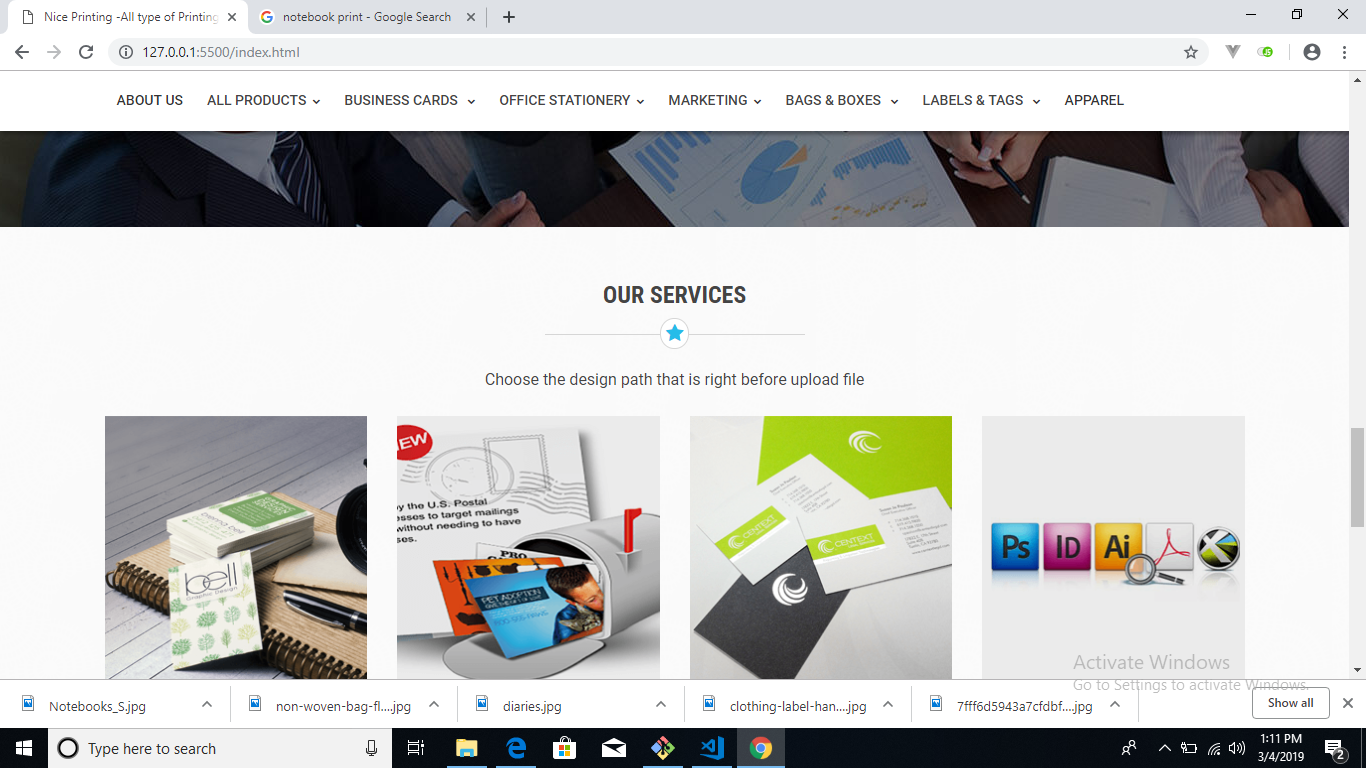 Nice Printing -All type of Printing
notebook print - Google Search
127.0.0.1:5500/index.html
JS
ABOUT US ALL PRODUCTS BUSINESS CARDS OFFICE STATIONERY MARKETING BAGS & BOXES LABELS & TAGS APPAREL
OUR SERVICES
Choose the design path that is right before upload file
bell
Graphic Design
NEW
by the U.S. Postal
esses to target mailings
without needing to have
ses.
PET ADOPTION
CENTEXT
CENTEXT
Ps ID Ai
Activate Windows
Go to Settings to activate Windows.
Notebooks_S.jpg non-woven-bag-fl....jpg diaries.jpg clothing-label-han....jpg 7fff6d5943a7cfdbf....jpg Show all
Type here to search
1:11 PM
3/4/2019
2